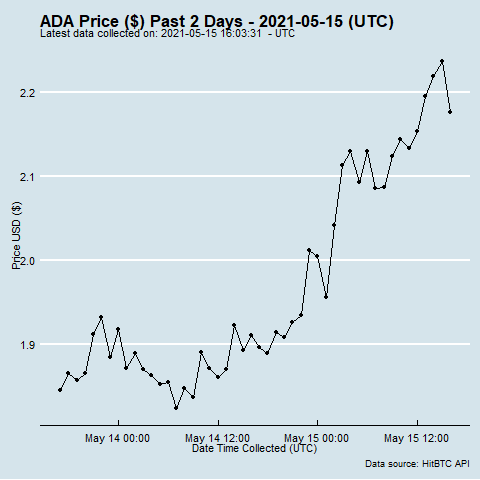 ADA Price ($) Past 2 Days - 2021-05-15 (UTC)
Latest data collected on: 2021-05-15 16:03:31 - UTC
2.2
2.1
2.0
1.9
Price USD ($)
May 14 00:00
May 14 12:00
May 15 00:00
May 15 12:00
Date Time Collected (UTC)
Data source: HitBTC API